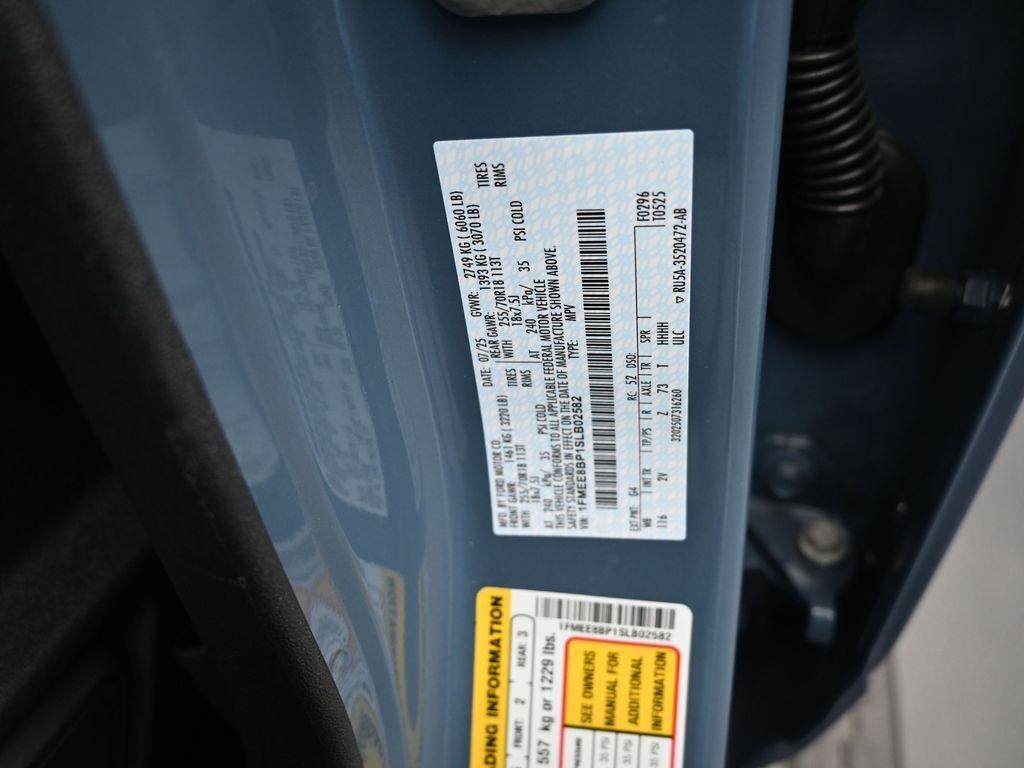 MFD. BY FORD MOTOR CO. DATE: 07/25 GVWR: 2749 KG ( 6060 LB)
FRONT GAWR: 1461 KG ( 3220 LB) REAR GAWR: 1393 KG ( 3070 LB)
WITH 255/70R18 113T TIRES WITH 255/70R18 113T TIRES
18x7.5J RIMS 18x7.5J RIMS
AT 240 kPa/ 35 PSI COLD AT 240 kPa/ 35 PSI COLD
THIS VEHICLE CONFORMS TO ALL APPLICABLE FEDERAL MOTOR VEHICLE
SAFETY STANDARDS IN EFFECT ON THE DATE OF MANUFACTURE SHOWN ABOVE.
VIN: 1FMEE8BP1SLB02582 TYPE: MPV
EXT PNT: G4 RC: 52 DSO: F0296
WB INT TR TP/PS R AXLE TR SPR T0525
116 2V Z 73 T HHHH
3202507316260 ULC
RU5A-3520472-AB
1FMEE8BP1SLB02582
DING INFORMATION
FRONT: 2 REAR: 3
557 kg or 1229 lbs.
SEE OWNERS
MANUAL FOR
ADDITIONAL
INFORMATION
35 PSI
35 PSI
35 PSI